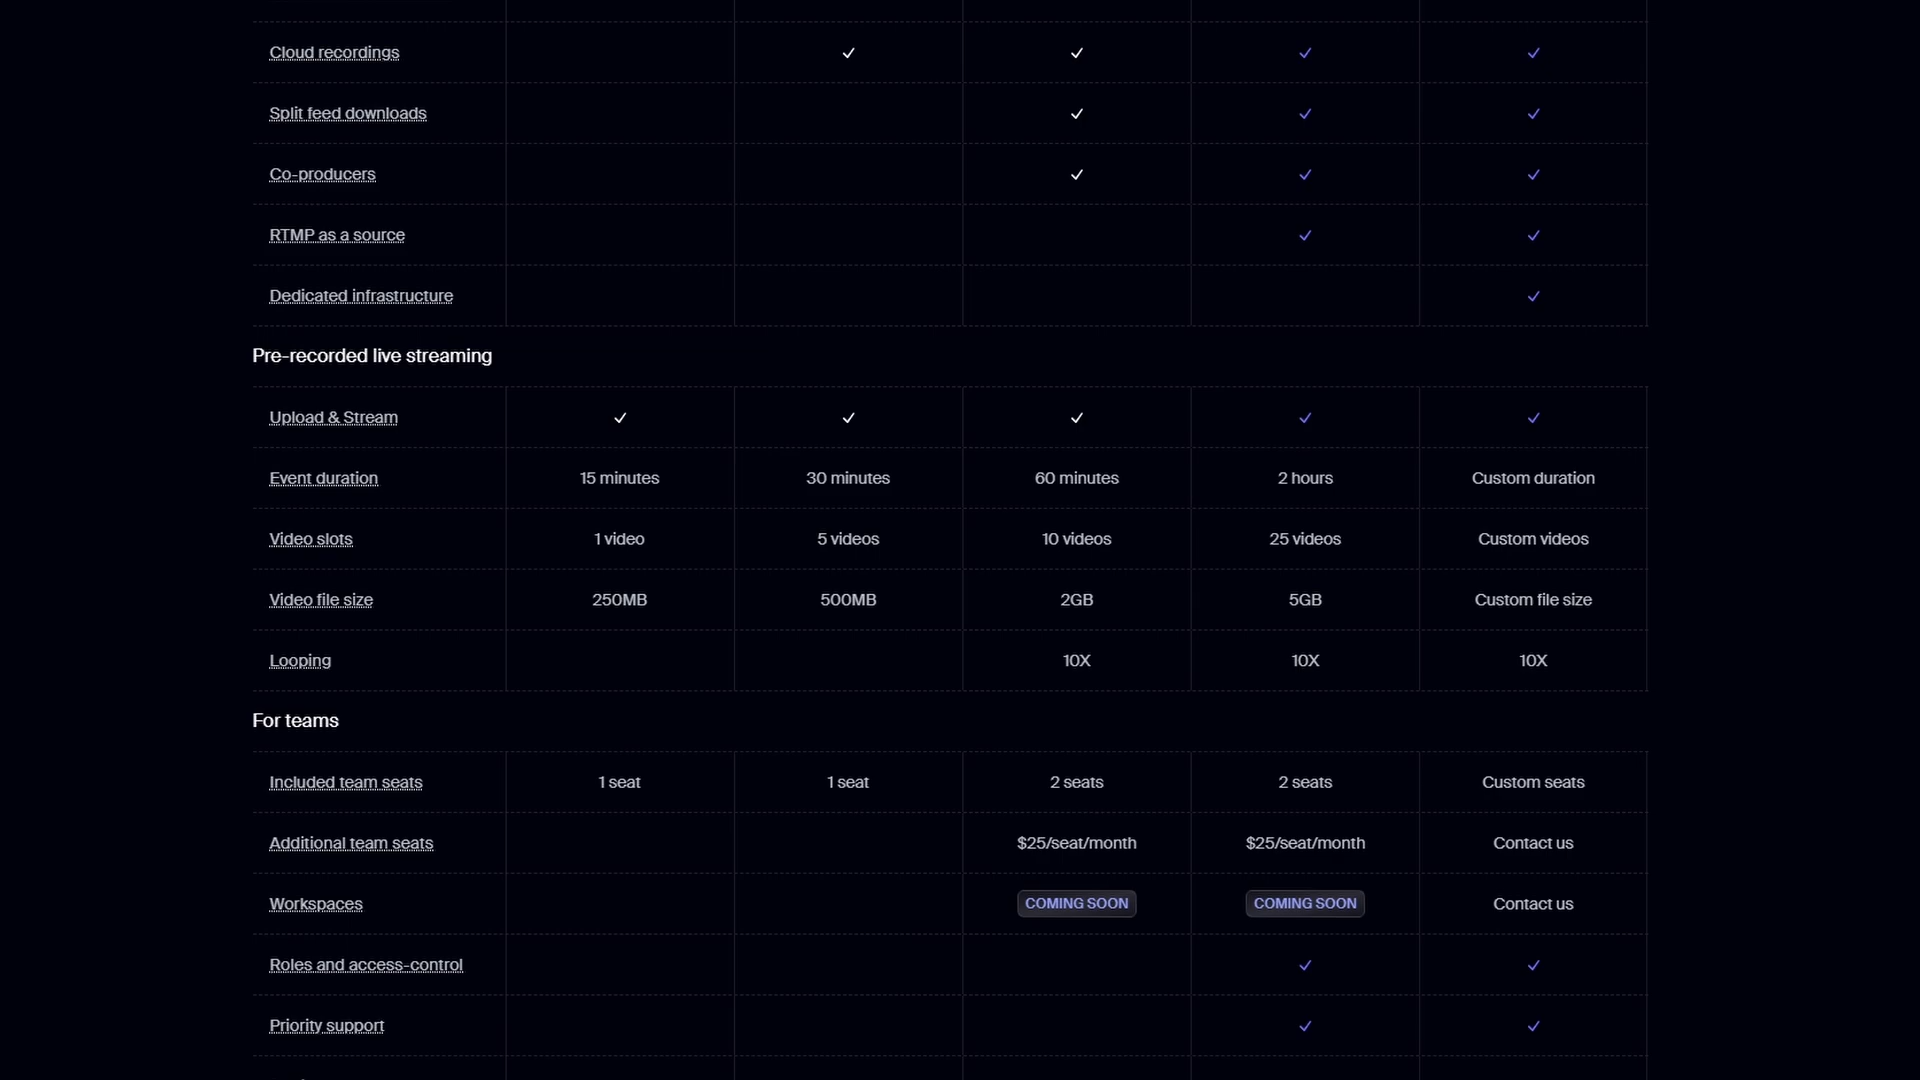 Cloud recordings
Split feed downloads
Co-producers
RTMP as a source
Dedicated infrastructure
Pre-recorded live streaming
Upload & Stream
Event duration 15 minutes 30 minutes 60 minutes 2 hours Custom duration
Video slots 1 video 5 videos 10 videos 25 videos Custom videos
Video file size 250MB 500MB 2GB 5GB Custom file size
Looping 10X 10X 10X
For teams
Included team seats 1 seat 1 seat 2 seats 2 seats Custom seats
Additional team seats $25/seat/month $25/seat/month Contact us
Workspaces COMING SOON COMING SOON Contact us
Roles and access-control
Priority support